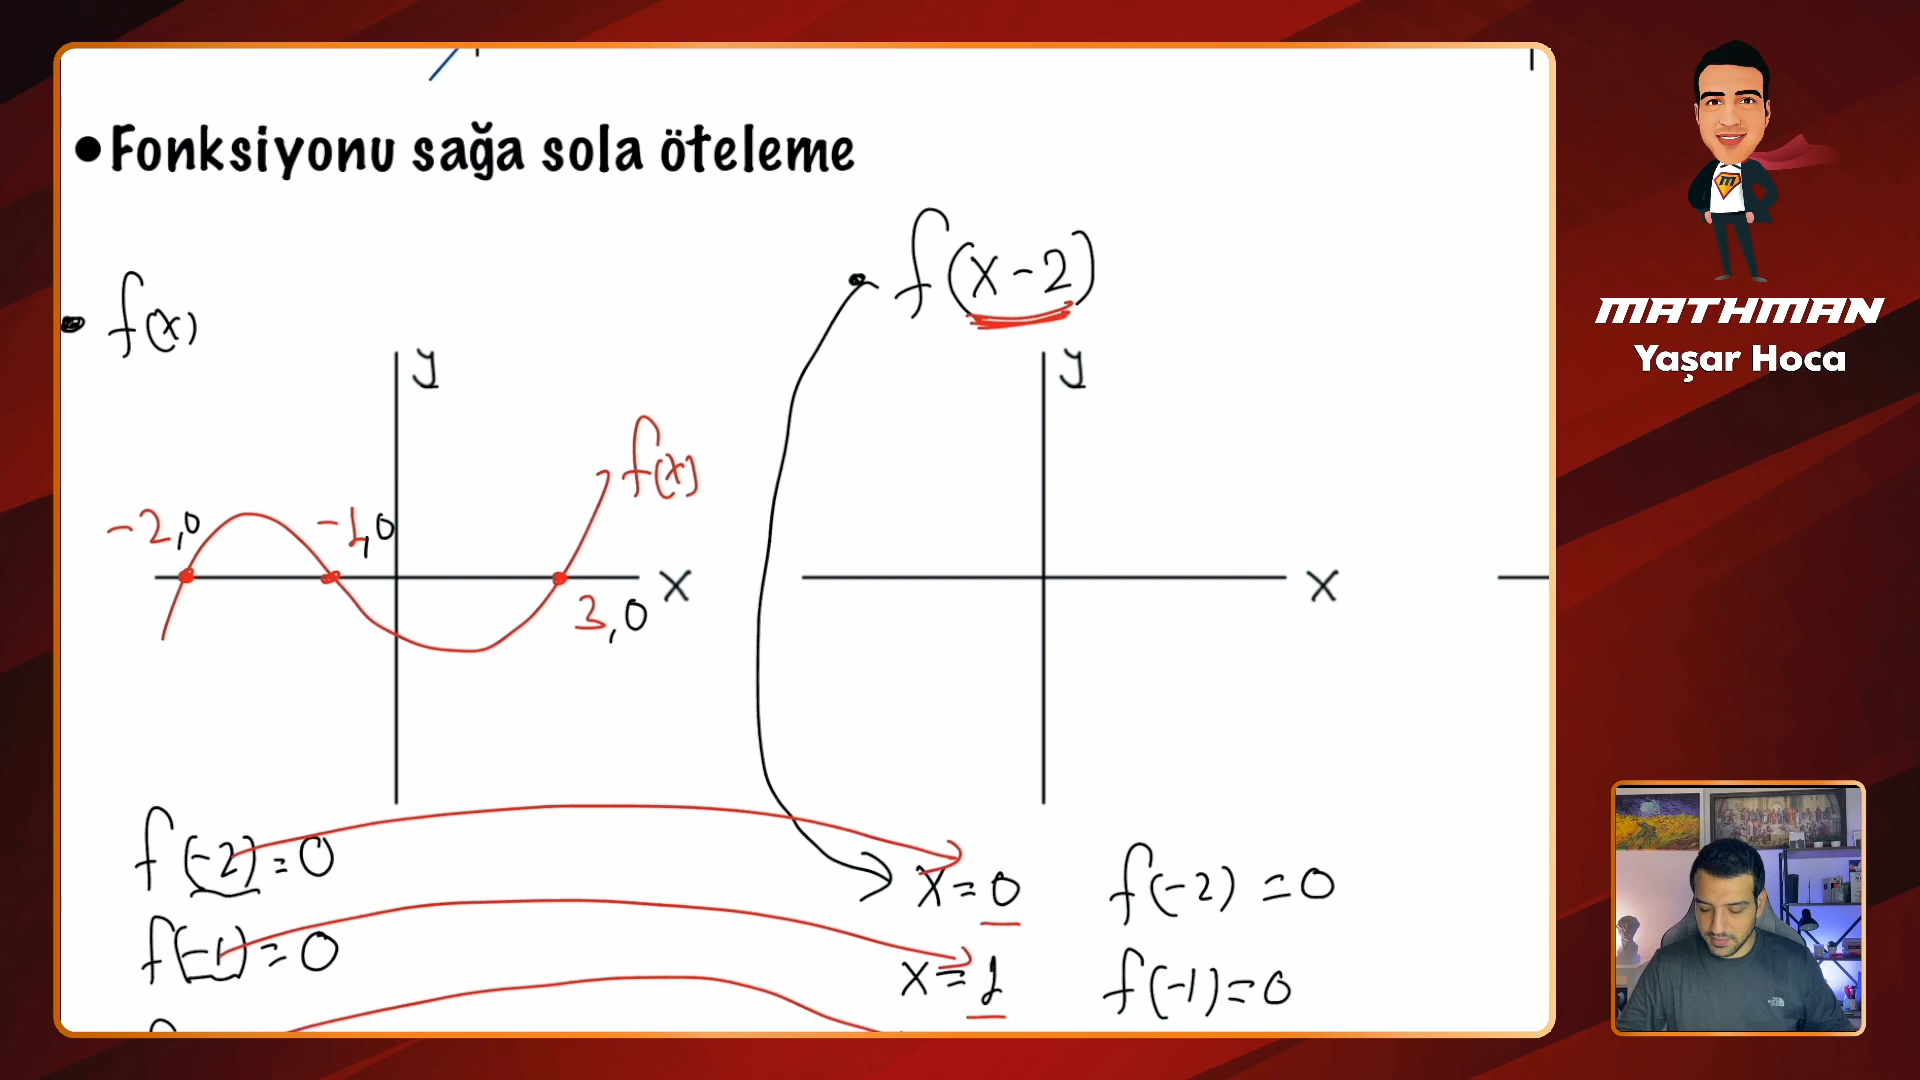 •Fonksiyonu sağa sola öteleme
• f(x)
• f(x-2)
y
f(x)
-2,0
-1,0
3,0
x
y
x
f(-2)=0
x=0
f(-2)=0
f(-1)=0
x=1
f(-1)=0
M
MATHMAN
Yaşar Hoca